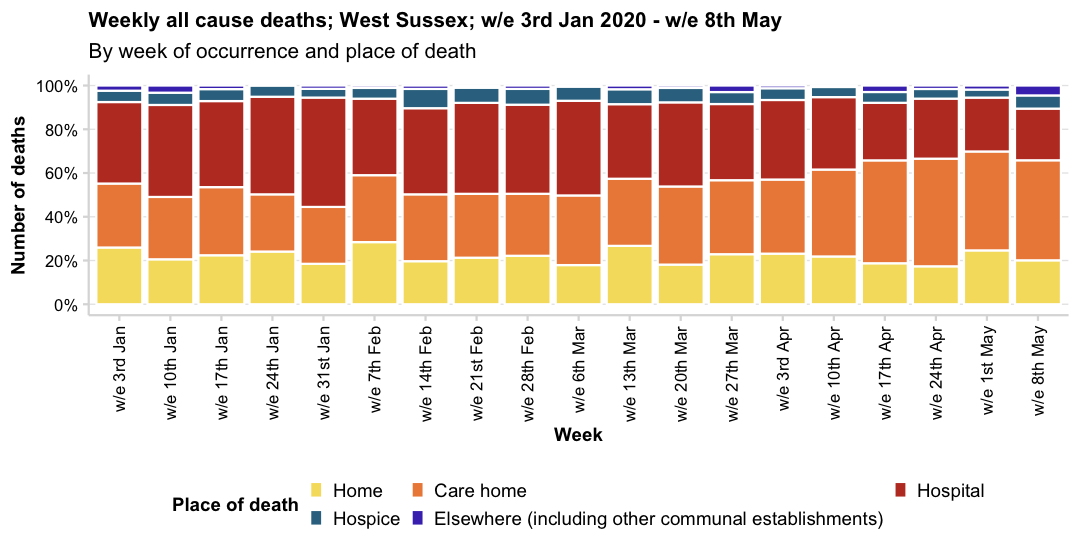 Weekly all cause deaths; West Sussex; w/e 3rd Jan 2020 - w/e 8th May
By week of occurrence and place of death
Number of deaths
100%
80%
60%
40%
20%
0%
w/e 3rd Jan
w/e 10th Jan
w/e 17th Jan
w/e 24th Jan
w/e 31st Jan
w/e 7th Feb
w/e 14th Feb
w/e 21st Feb
w/e 28th Feb
w/e 6th Mar
w/e 13th Mar
w/e 20th Mar
w/e 27th Mar
w/e 3rd Apr
w/e 10th Apr
w/e 17th Apr
w/e 24th Apr
w/e 1st May
w/e 8th May
Week
Place of death
Home
Care home
Hospital
Hospice
Elsewhere (including other communal establishments)